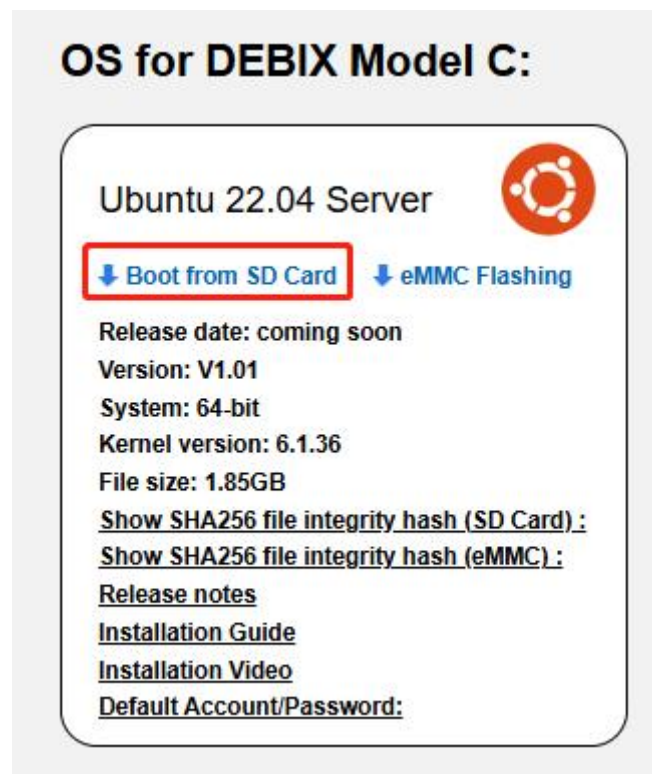 OS for DEBIX Model C:
Ubuntu 22.04 Server
Boot from SD Card eMMC Flashing
Release date: coming soon
Version: V1.01
System: 64-bit
Kernel version: 6.1.36
File size: 1.85GB
Show SHA256 file integrity hash (SD Card) :
Show SHA256 file integrity hash (eMMC) :
Release notes
Installation Guide
Installation Video
Default Account/Password: